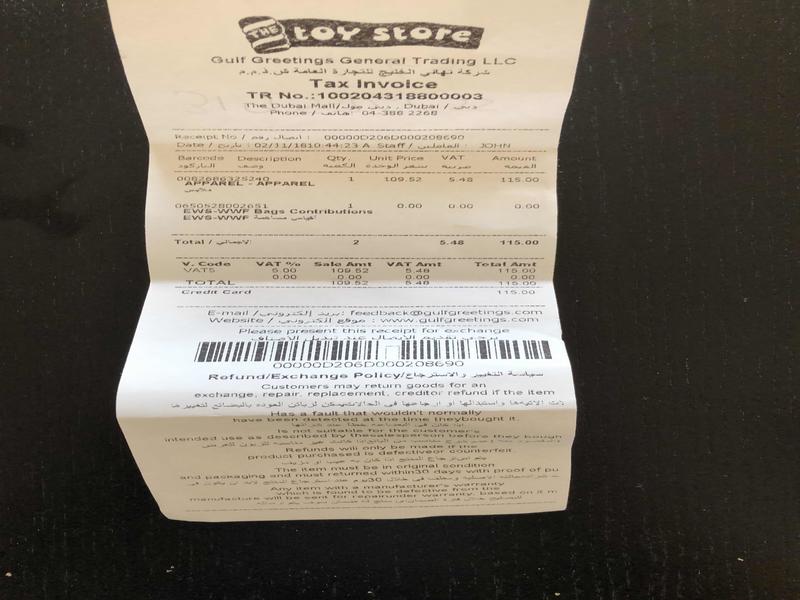 THE toy store
Gulf Greetings General Trading LLC
شركة تهاني الخليج للتجارة العامة ش.ذ.م.م
Tax Invoice
TR No.:100204318800003
The Dubai Mall/دبي مول , Dubai / دبي
Phone / هاتف: 04-388 2268
Receipt No / ايصال رقم : 00000D206D000208690
Date / تاريخ : 02/11/1810:44:23 A Staff / العاملين : JOHN
Barcode Description Qty. Unit Price VAT Amount
الباركود وصف الكمية سعر الوحدة ضريبة القيمة
0082686325240 1 109.52 5.48 115.00
APPAREL - APPAREL
ملابس
0650528002651 1 0.00 0.00 0.00
EWS-WWF Bags Contributions
EWS-WWF أكياس مساهمة
Total / الاجمالي 2 5.48 115.00
V. Code VAT % Sale Amt VAT Amt Total Amt
VAT5 5.00 109.52 5.48 115.00
0.00 0.00 0.00 0.00
TOTAL 109.52 5.48 115.00
Credit Card 115.00
E-mail / بريد إلكتروني: feedback@gulfgreetings.com
Website / موقع إلكتروني : www.gulfgreetings.com
Please present this receipt for exchange
يرجى تقديم الايصال عند تبديل الاصناف
00000D206D000208690
Refund/Exchange Policy/سياسة التغيير والاسترجاع
Customers may return goods for an
exchange, repair, replacement, creditor refund if the item
Has a fault that wouldn't normally
have been detected at the time theybought it.
Is not suitable for the customers
intended use as described by thesalesperson before they bough
Refunds will only be made if the
product purchased is defectiveor counterfeit.
The item must be in original condition
and packaging and must returned within30 days with proof of pu
Any item with a manufacturer's warranty
which is found to be defective from the
manufacture will be sent for repairunder warranty. based on it m